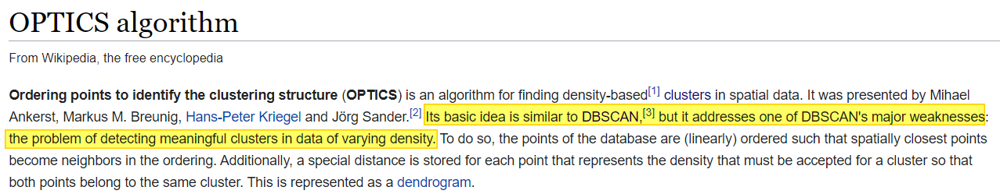 OPTICS algorithm
From Wikipedia, the free encyclopedia
Ordering points to identify the clustering structure (OPTICS) is an algorithm for finding density-based[1] clusters in spatial data. It was presented by Mihael
Ankerst, Markus M. Breunig, Hans-Peter Kriegel and Jörg Sander.[2] Its basic idea is similar to DBSCAN,[3] but it addresses one of DBSCAN's major weaknesses:
the problem of detecting meaningful clusters in data of varying density. To do so, the points of the database are (linearly) ordered such that spatially closest points
become neighbors in the ordering. Additionally, a special distance is stored for each point that represents the density that must be accepted for a cluster so that
both points belong to the same cluster. This is represented as a dendrogram.